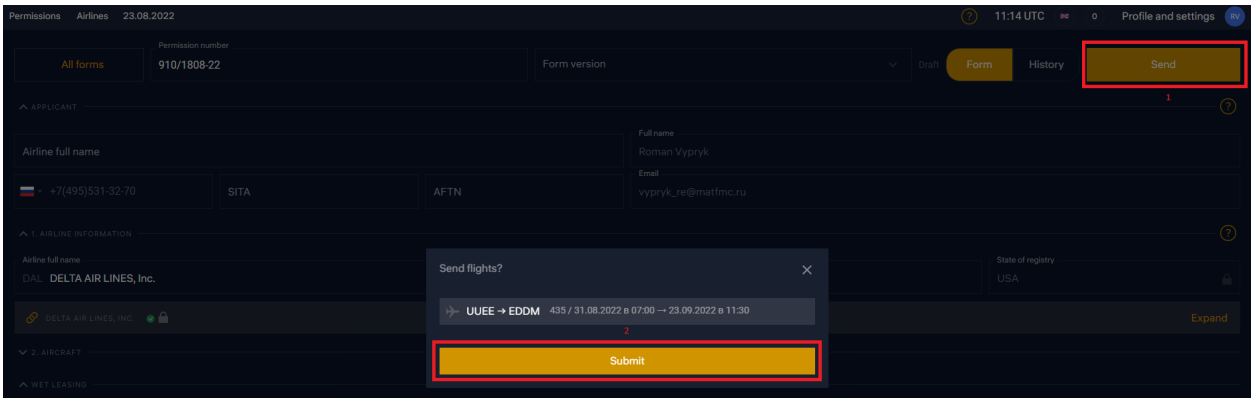 Permissions Airlines 23.08.2022 ? 11:14 UTC 0 Profile and settings RV
Permission number
All forms 910/1808-22 Form version Draft Form History Send
1
APPLICANT ?
Full name
Airline full name Roman Vypryk
Email
+7(495)531-32-70 SITA AFTN vypryk_re@matfmc.ru
1. AIRLINE INFORMATION ?
Airline full name State of registry
DAL DELTA AIR LINES, Inc. USA
Send flights?
UUEE → EDDM 435 / 31.08.2022 в 07:00 → 23.09.2022 в 11:30
DELTA AIR LINES, INC. Expand
2
2. AIRCRAFT
Submit
WET LEASING